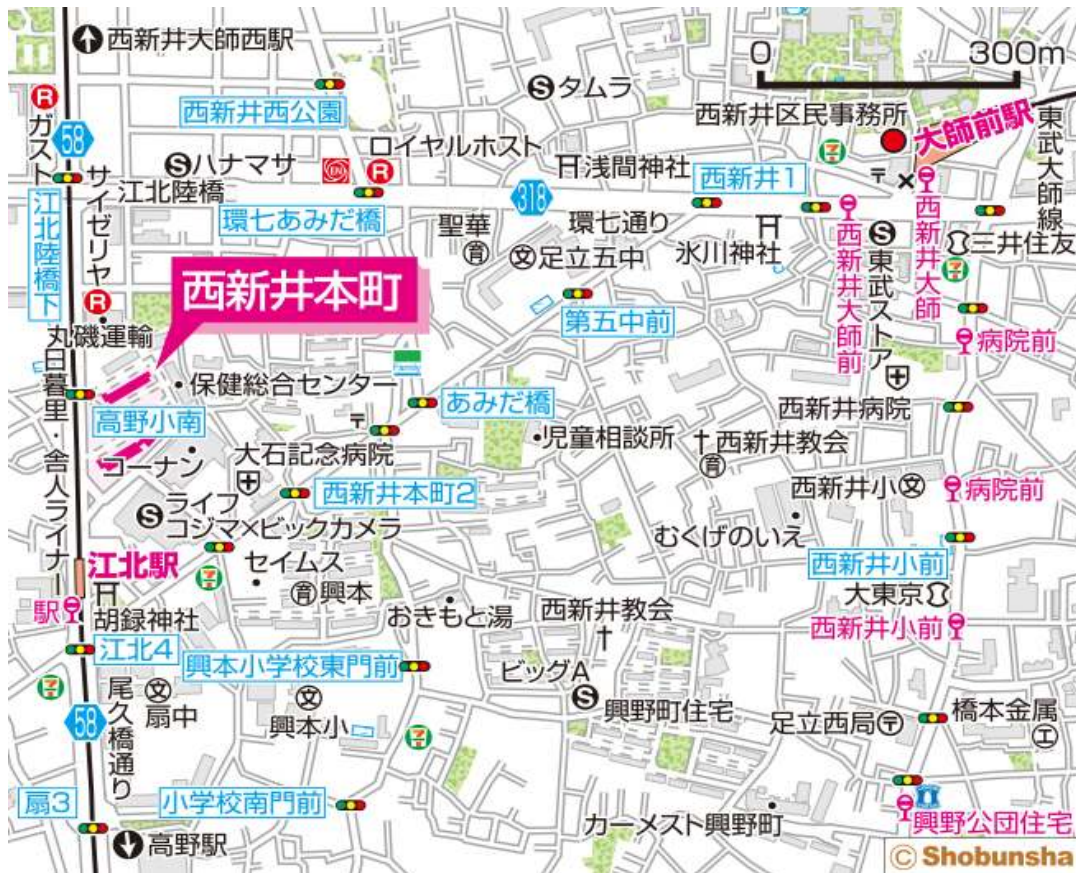 西新井大師西駅
0 300m
タムラ
西新井区民事務所
大師前駅
東武大師線
西新井西公園
R
ガスト
58
ハナマサ
ロイヤルホスト
浅間神社
西新井1
サイゼリヤ
江北陸橋
318
環七あみだ橋
聖華
環七通り
足立五中
氷川神社
西新井大師前
西新井大師
東武ストア
三井住友
江北陸橋下
西新井本町
第五中前
丸磯運輸
病院前
日暮里・舎人ライナー
保健総合センター
Family
あみだ橋
高野小南
西新井病院
児童相談所
西新井教会
コーナン
大石記念病院
西新井小
病院前
西新井本町2
ライフ
コジマ×ビックカメラ
むくげのいえ
西新井小前
江北駅
セイムス
興本
大東京
駅
胡録神社
おきもと湯
西新井教会
西新井小前
江北4
興本小学校東門前
ビッグA
扇中
興本小
興野町住宅
足立西局
橋本金属
58
尾久橋通り
扇3
小学校南門前
カーメスト興野町
興野公団住宅
高野駅
© Shobunsha